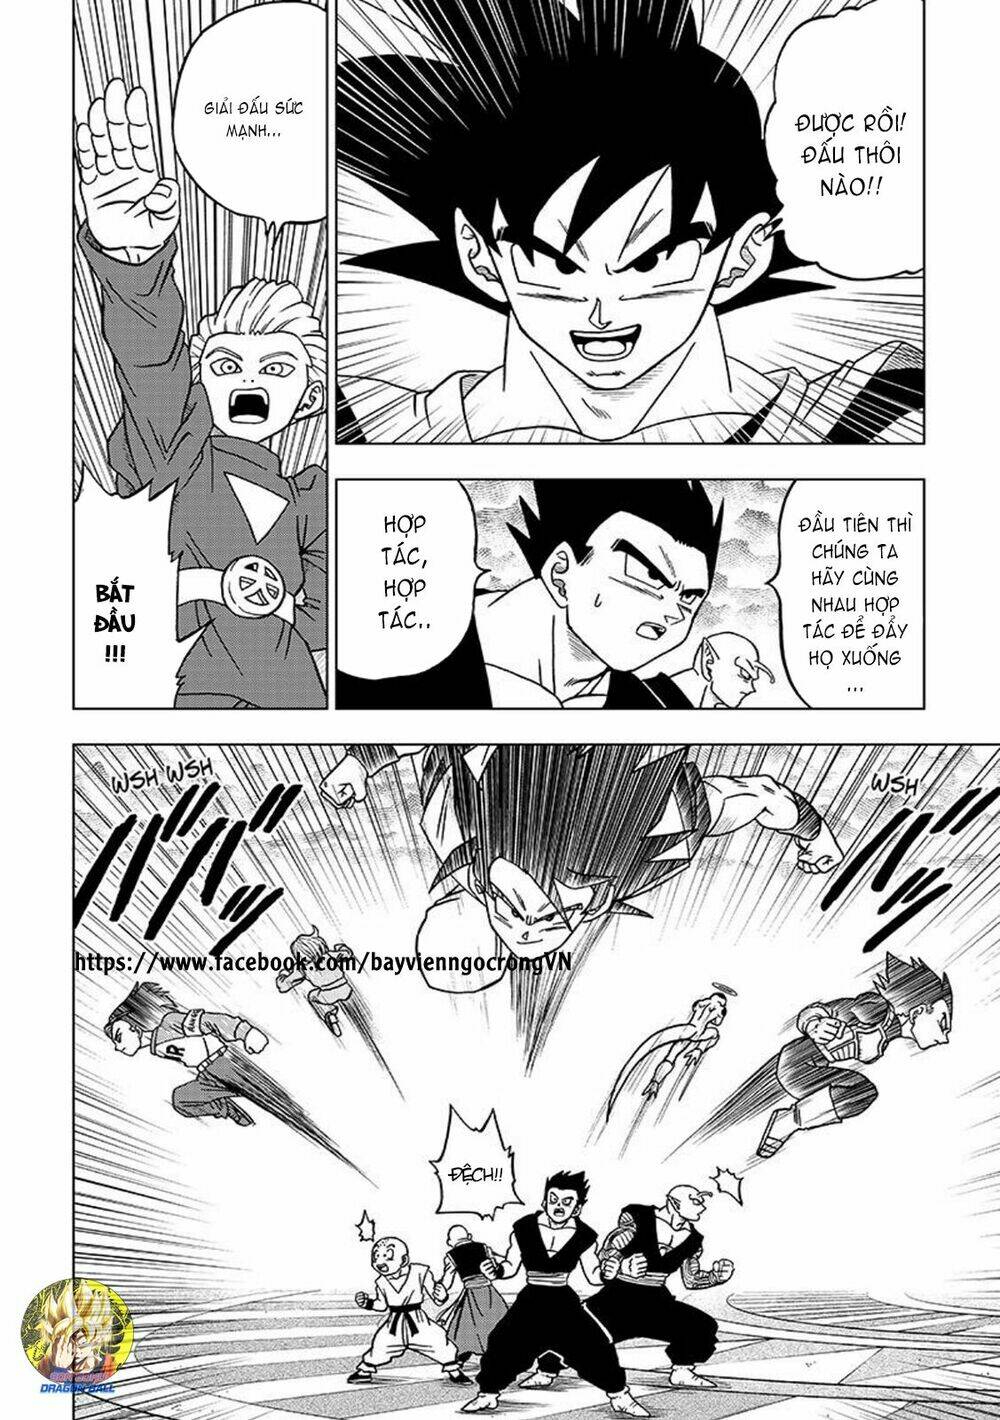 ĐƯỢC RỒI!
ĐẤU THÔI
NÀO!!
GIẢI ĐẤU SỨC
MẠNH...
BẮT
ĐẦU
!!!
ĐẦU TIÊN THÌ
CHÚNG TA
HÃY CÙNG
NHAU HỢP
TÁC ĐỂ ĐẨY
HỌ XUỐNG
...
HỢP
TÁC,
HỢP
TÁC..
WSH WSH
WSH
https://www.facebook.com/bayvienngocrongVN
ĐỆCH!!
DRAGON BALL